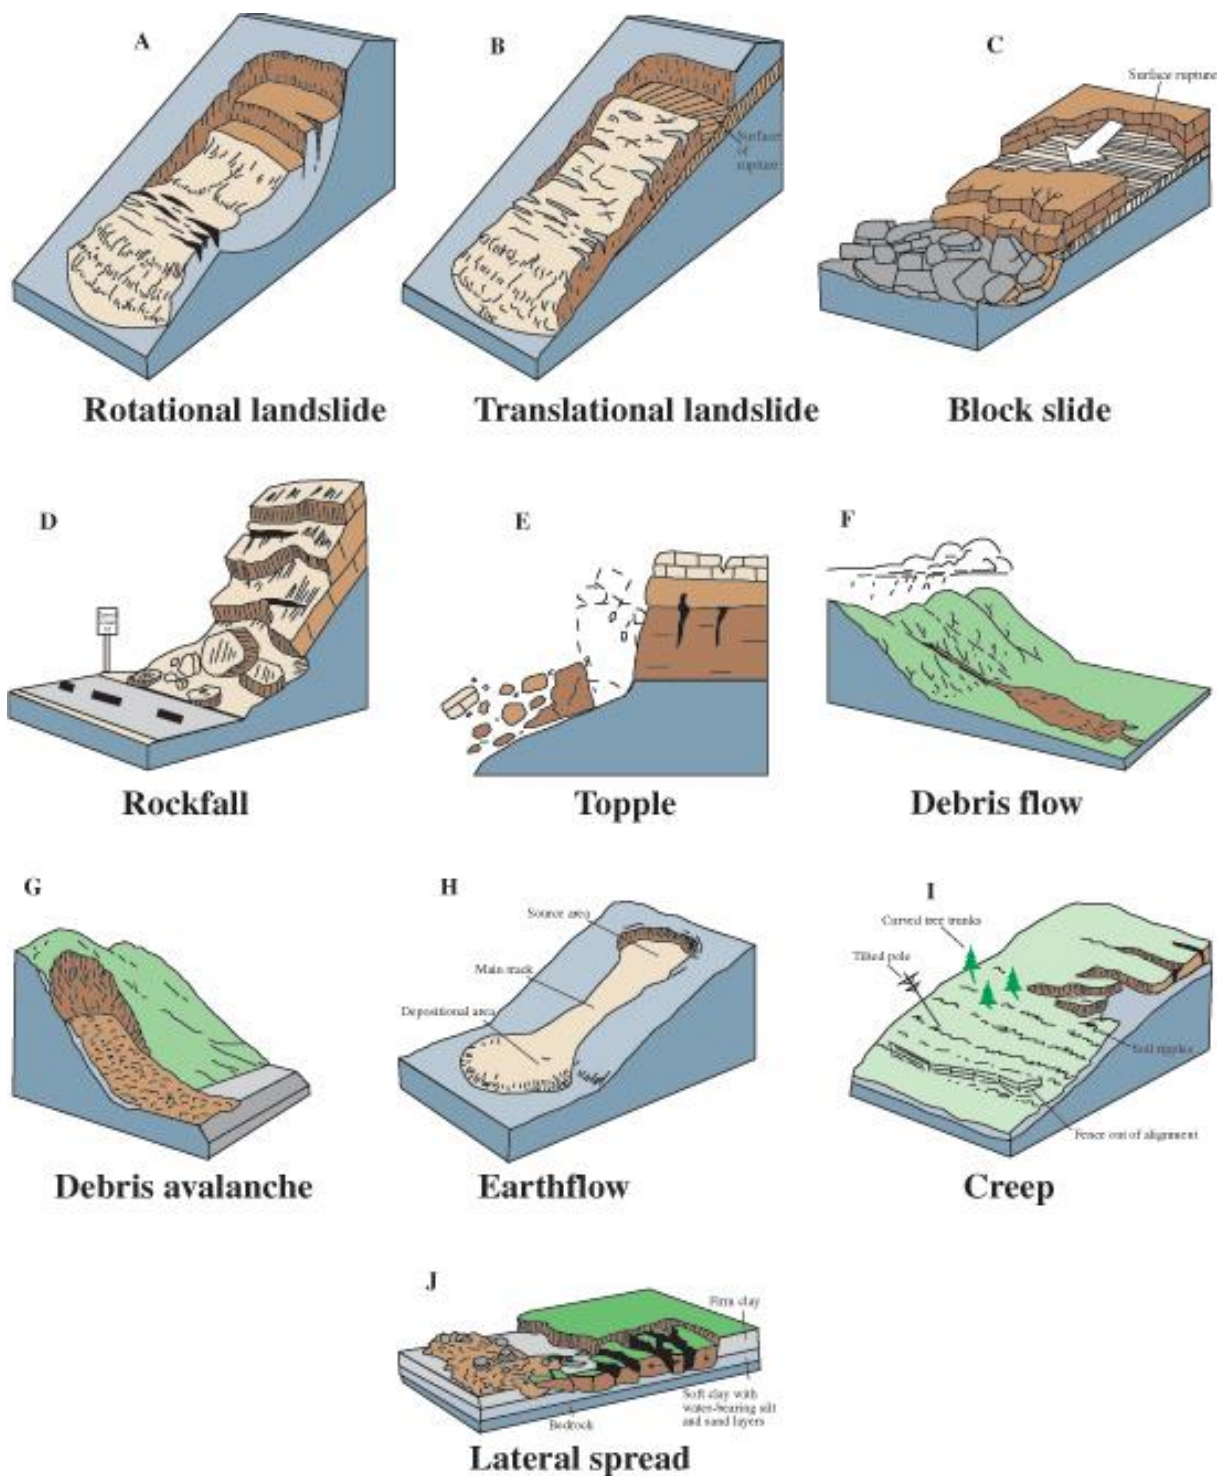 A
B
C
Surface rupture
Surface
of
rupture
Toe
Rotational landslide
Translational landslide
Block slide
D
E
F
Rockfall
Topple
Debris flow
G
H
I
Source area
Main track
Depositional area
Curved tree trunks
Tilted pole
Soil ripples
Fence out of alignment
Debris avalanche
Earthflow
Creep
J
Firm clay
Soft clay with
water-bearing silt
and sand layers
Bedrock
Lateral spread